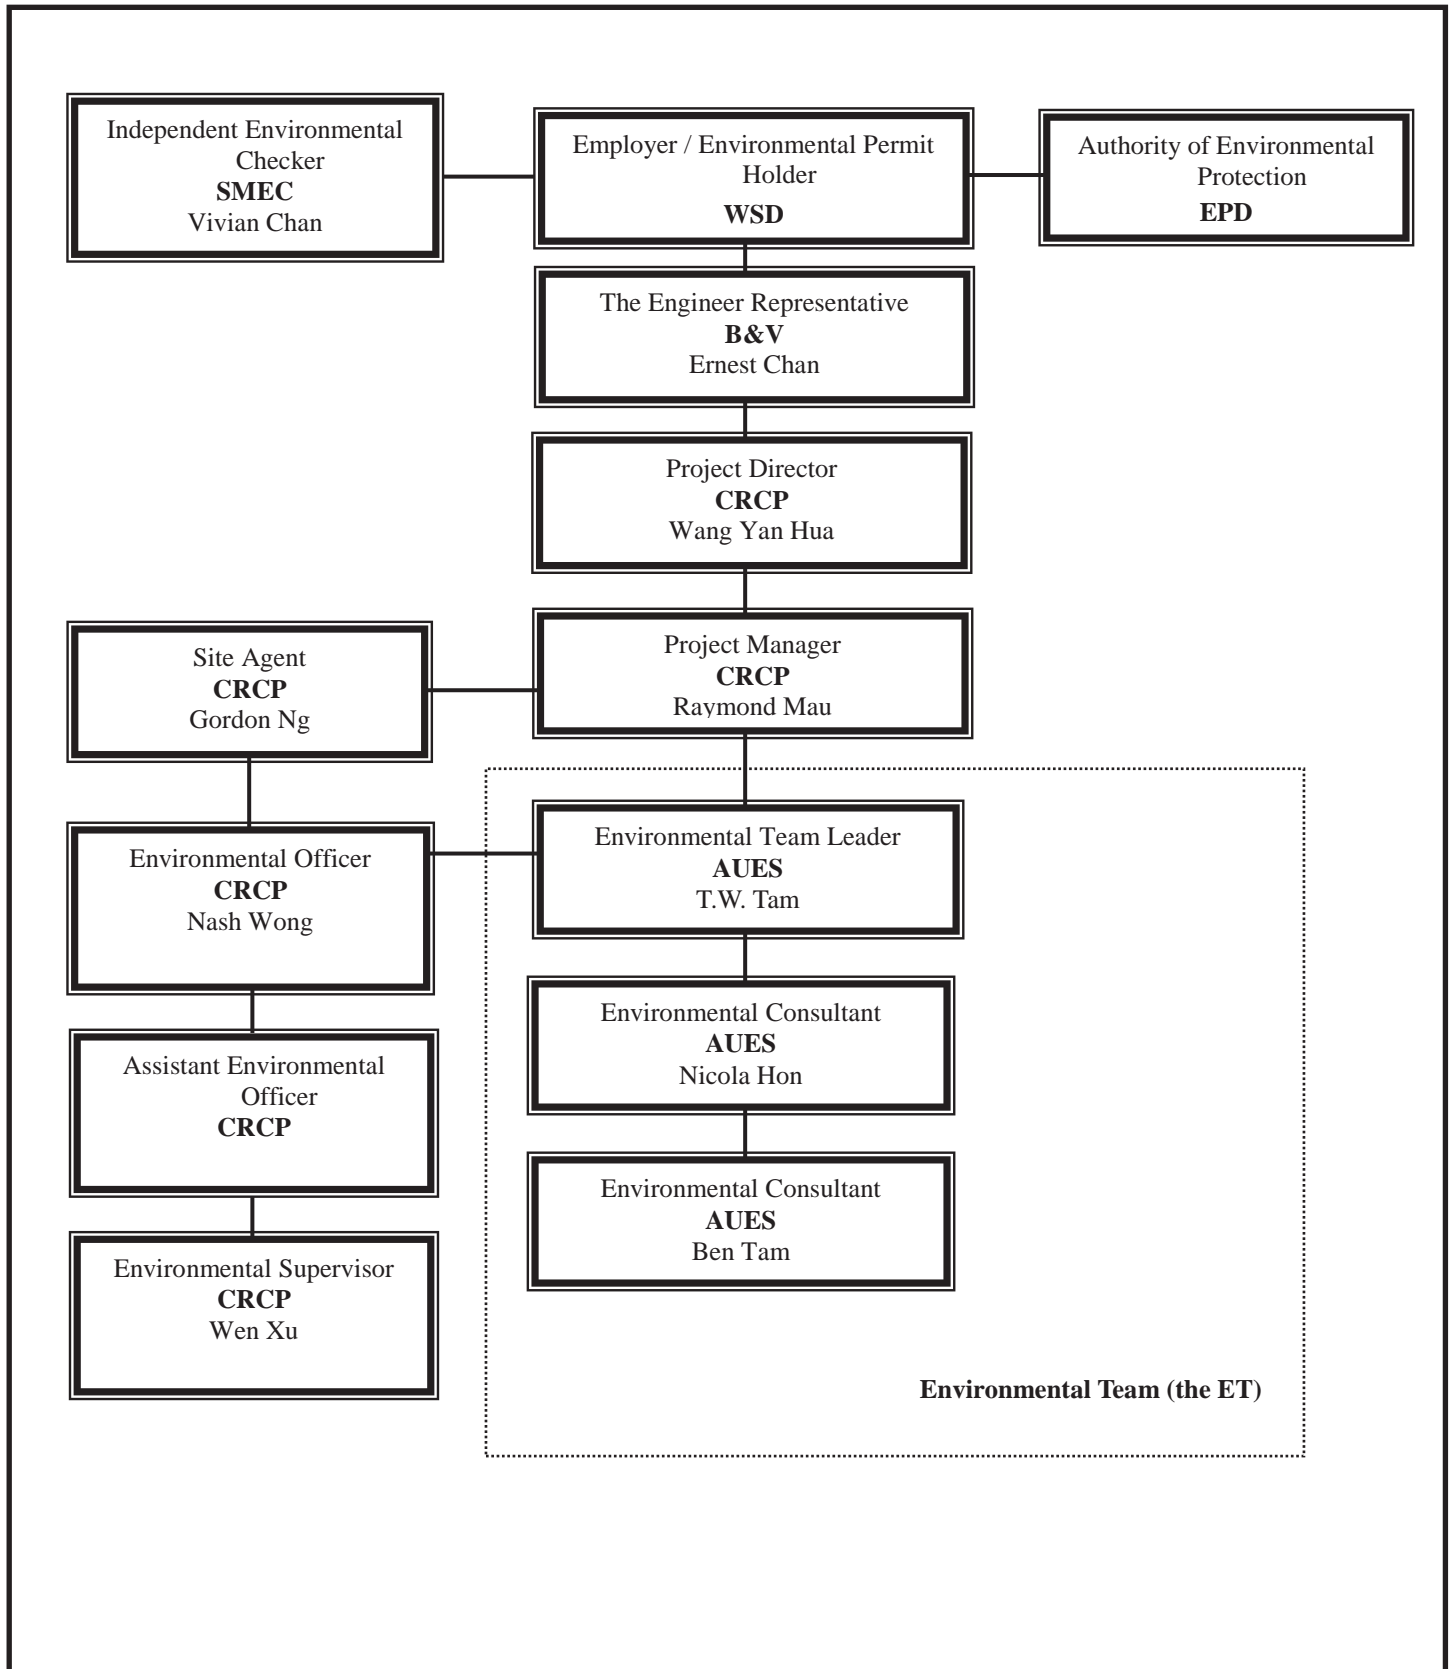 Independent Environmental
Checker
SMEC
Vivian Chan
Employer / Environmental Permit
Holder
WSD
Authority of Environmental
Protection
EPD
The Engineer Representative
B&V
Ernest Chan
Project Director
CRCP
Wang Yan Hua
Site Agent
CRCP
Gordon Ng
Project Manager
CRCP
Raymond Mau
Environmental Officer
CRCP
Nash Wong
Environmental Team Leader
AUES
T.W. Tam
Assistant Environmental
Officer
CRCP
Environmental Consultant
AUES
Nicola Hon
Environmental Supervisor
CRCP
Wen Xu
Environmental Consultant
AUES
Ben Tam
Environmental Team (the ET)